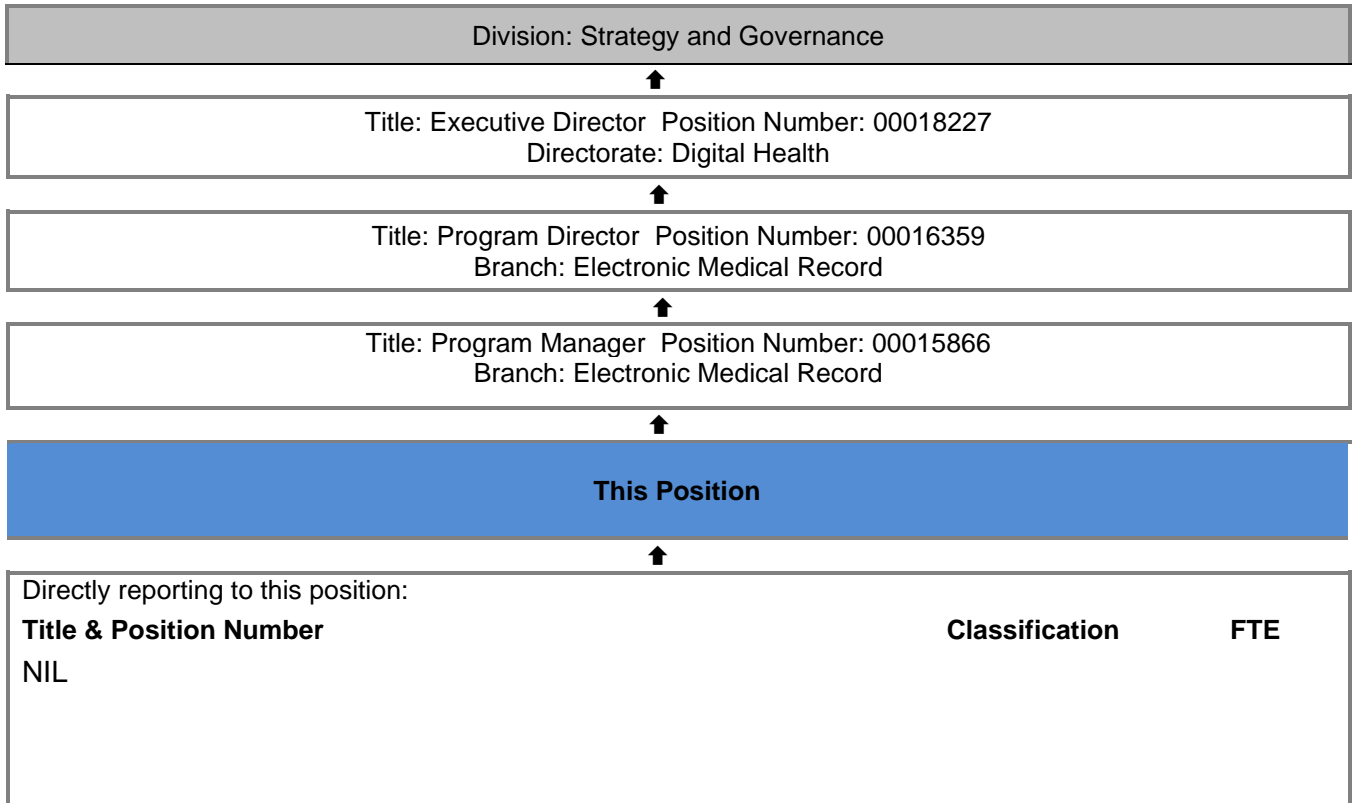 Division: Strategy and Governance
Title: Executive Director Position Number: 00018227
Directorate: Digital Health
Title: Program Director Position Number: 00016359
Branch: Electronic Medical Record
Title: Program Manager Position Number: 00015866
Branch: Electronic Medical Record
This Position
Directly reporting to this position:
Title & Position Number Classification FTE
NIL